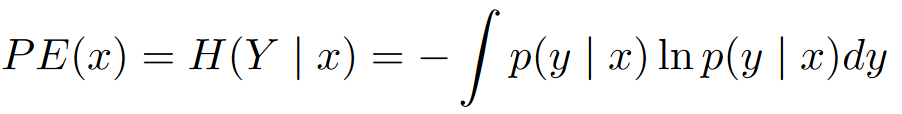 PE(x) = H(Y | x) = − ∫ p(y | x) ln p(y | x)dy